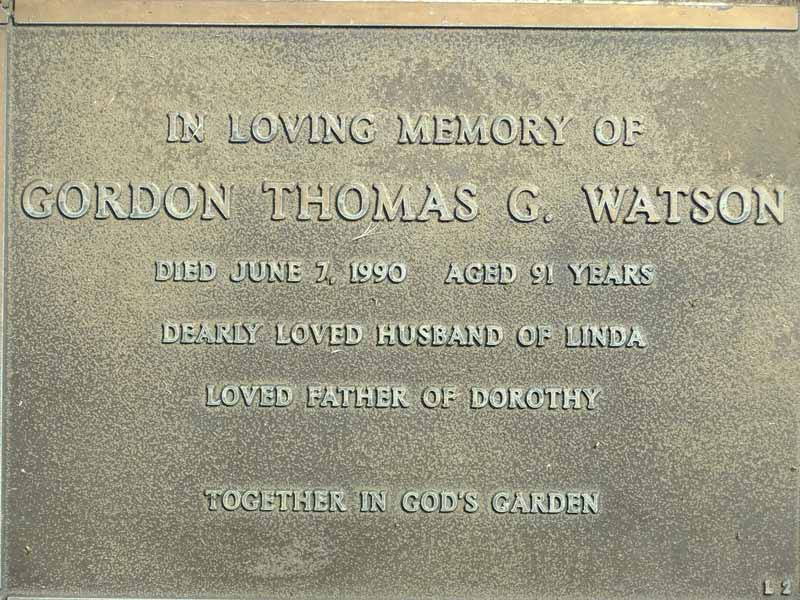 IN LOVING MEMORY OF
GORDON THOMAS G. WATSON
DIED JUNE 7, 1990 AGED 91 YEARS
DEARLY LOVED HUSBAND OF LINDA
LOVED FATHER OF DOROTHY
TOGETHER IN GOD'S GARDEN
L 2